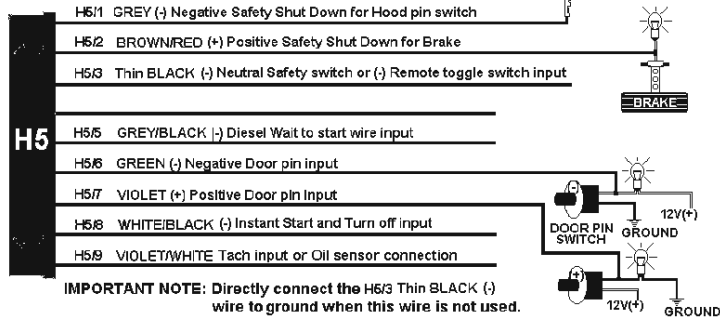 H5/1 GREY (-) Negative Safety Shut Down for Hood pin switch
H5/2 BROWN/RED (+) Positive Safety Shut Down for Brake
H5/3 Thin BLACK (-) Neutral Safety switch or (-) Remote toggle switch input
BRAKE
H5
H5/5 GREY/BLACK (-) Diesel Wait to start wire input
H5/6 GREEN (-) Negative Door pin input
H5/7 VIOLET (+) Positive Door pin Input
H5/8 WHITE/BLACK (-) Instant Start and Turn off input
H5/9 VIOLET/WHITE Tach input or Oil sensor connection
(-)
12V(+)
DOOR PIN
SWITCH
GROUND
(+)
12V(+)
GROUND
IMPORTANT NOTE: Directly connect the H5/3 Thin BLACK (-)
wire to ground when this wire is not used.